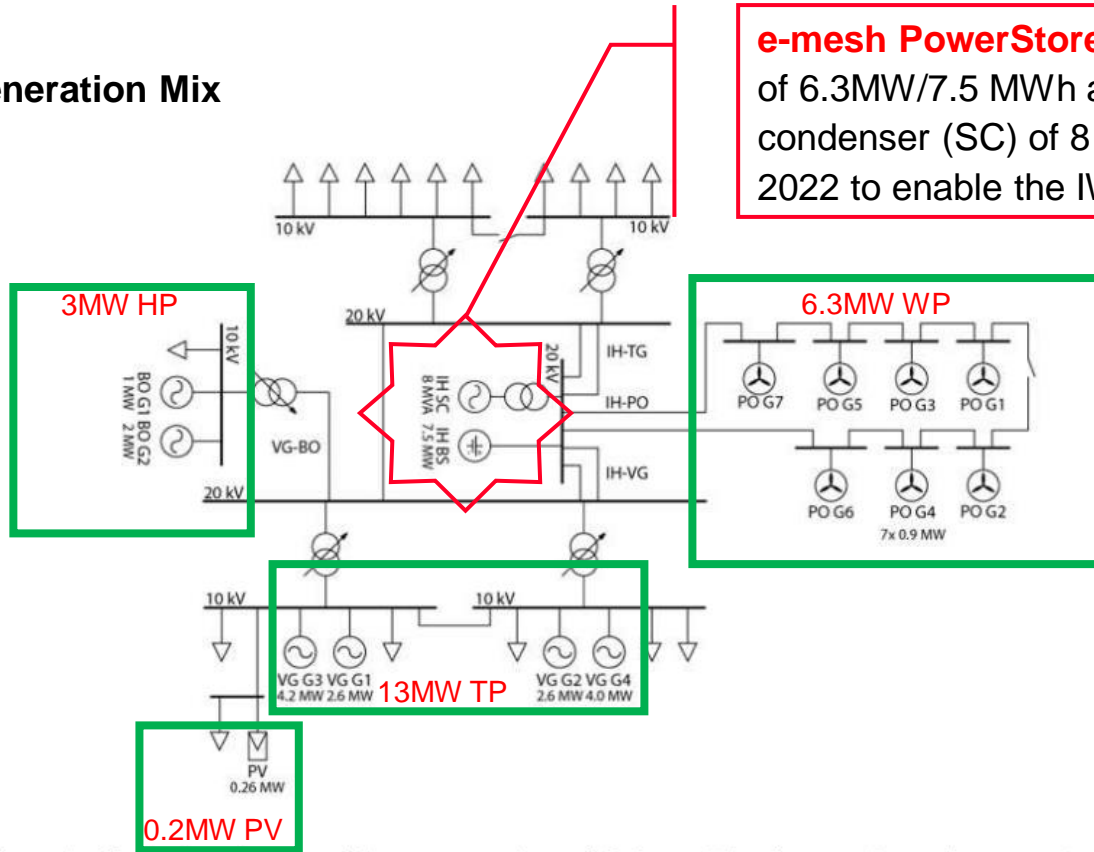 eneration Mix
e-mesh PowerStore
of 6.3MW/7.5 MWh a
condenser (SC) of 8
2022 to enable the IW
10 kV
10 kV
3MW HP
10 kV
BO G1
1 MW
BO G2
2 MW
VG-BO
20 kV
20 kV
IH SC
8 MVA
IH BS
7.5 MW
20 kV
IH-TG
IH-PO
IH-VG
6.3MW WP
PO G7
PO G5
PO G3
PO G1
PO G6
PO G4
PO G2
7x 0.9 MW
10 kV
10 kV
VG G3
4.2 MW
VG G1
2.6 MW
13MW TP
VG G2
2.6 MW
VG G4
4.0 MW
PV
0.26 MW
0.2MW PV